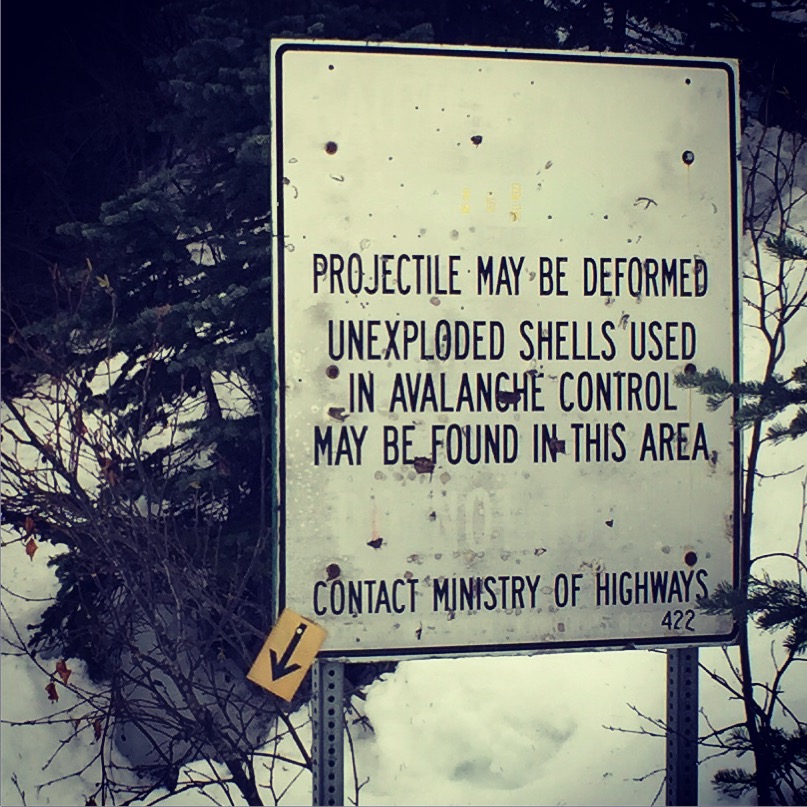 PROJECTILE MAY BE DEFORMED
UNEXPLODED SHELLS USED
IN AVALANCHE CONTROL
MAY BE FOUND IN THIS AREA
CONTACT MINISTRY OF HIGHWAYS
422